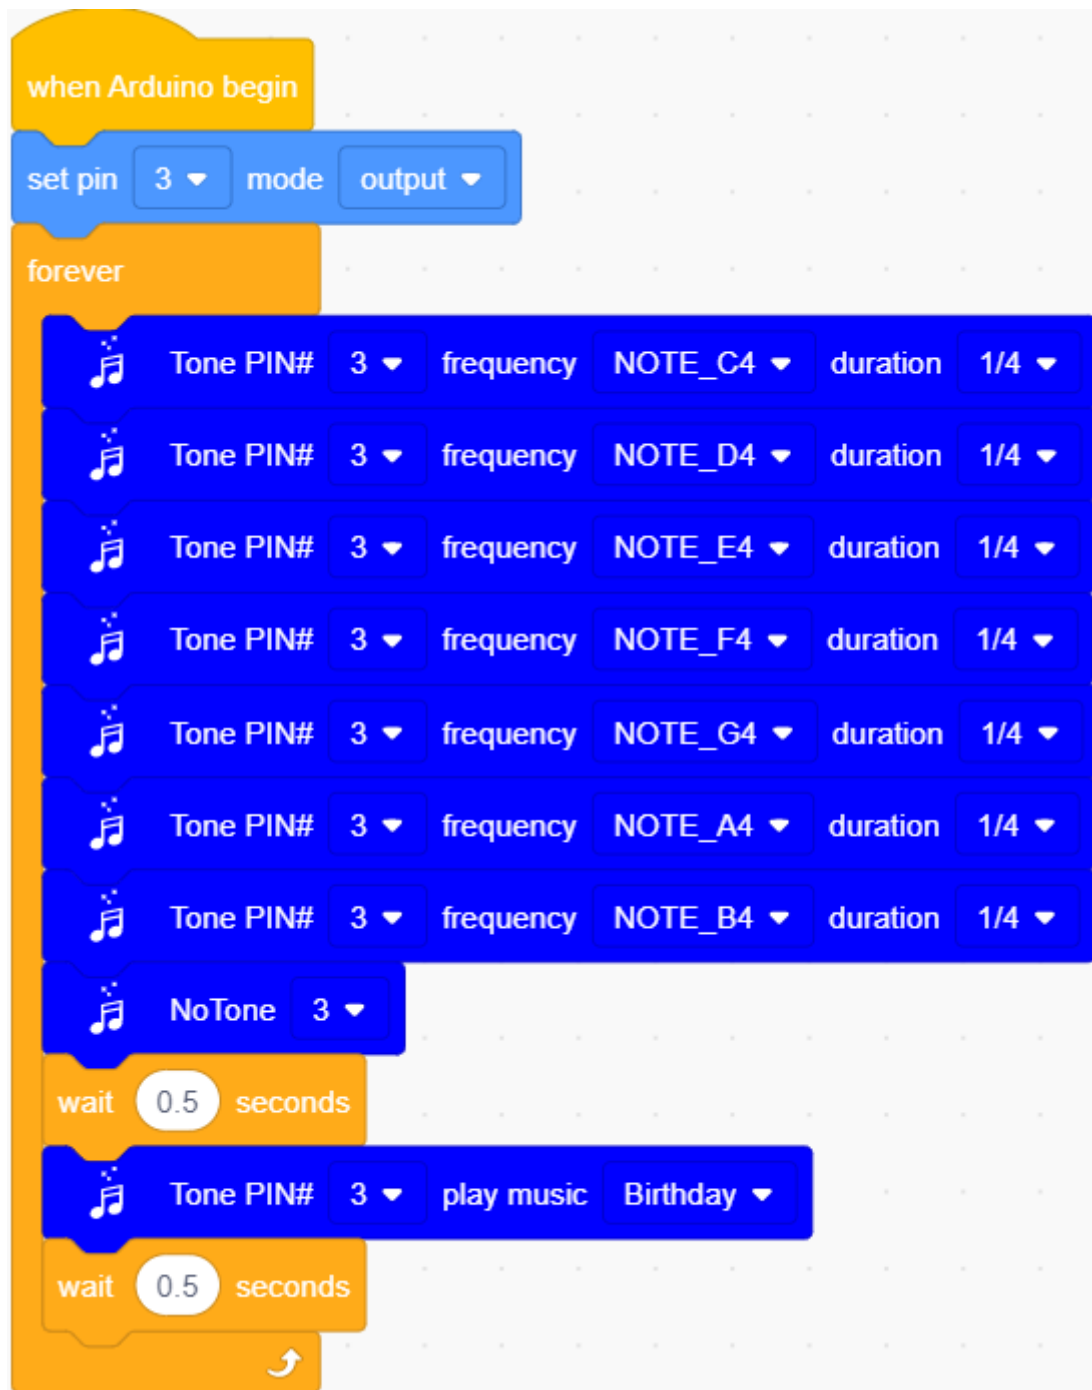 when Arduino begin
set pin 3 mode output
forever
Tone PIN# 3 frequency NOTE_C4 duration 1/4
Tone PIN# 3 frequency NOTE_D4 duration 1/4
Tone PIN# 3 frequency NOTE_E4 duration 1/4
Tone PIN# 3 frequency NOTE_F4 duration 1/4
Tone PIN# 3 frequency NOTE_G4 duration 1/4
Tone PIN# 3 frequency NOTE_A4 duration 1/4
Tone PIN# 3 frequency NOTE_B4 duration 1/4
NoTone 3
wait 0.5 seconds
Tone PIN# 3 play music Birthday
wait 0.5 seconds